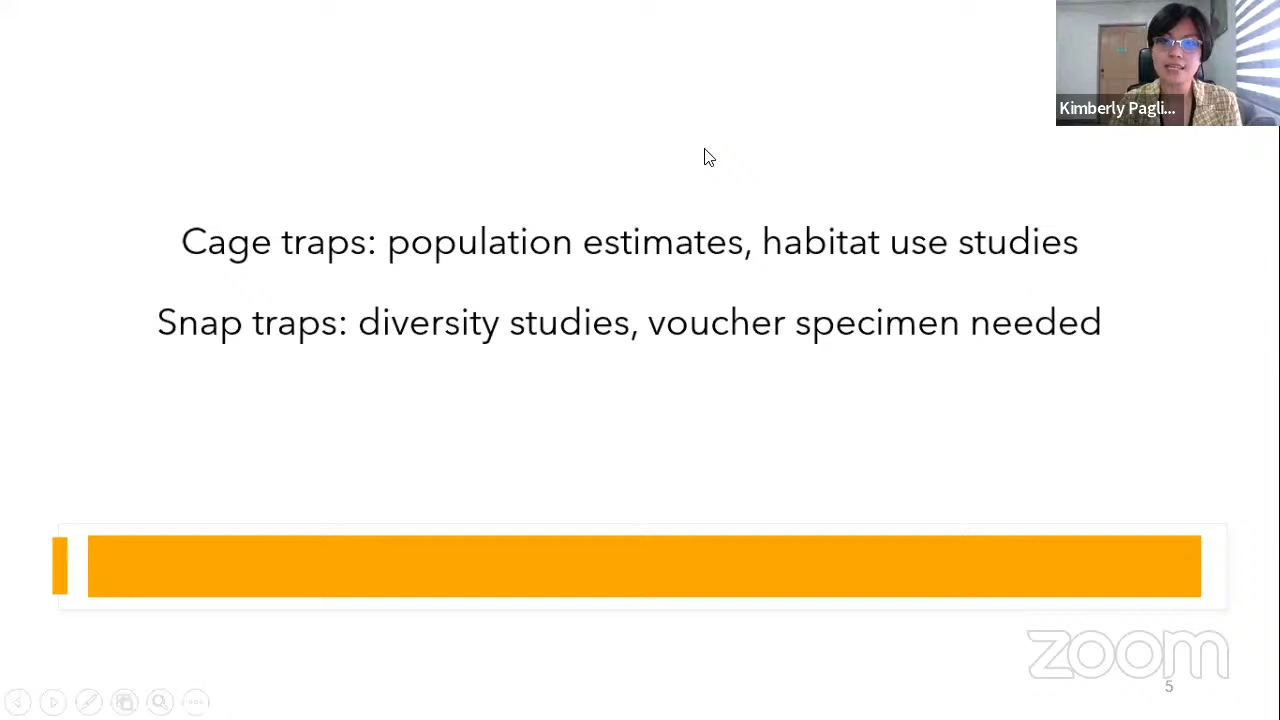 Kimberly Pagli...
Cage traps: population estimates, habitat use studies
Snap traps: diversity studies, voucher specimen needed
zoom
5